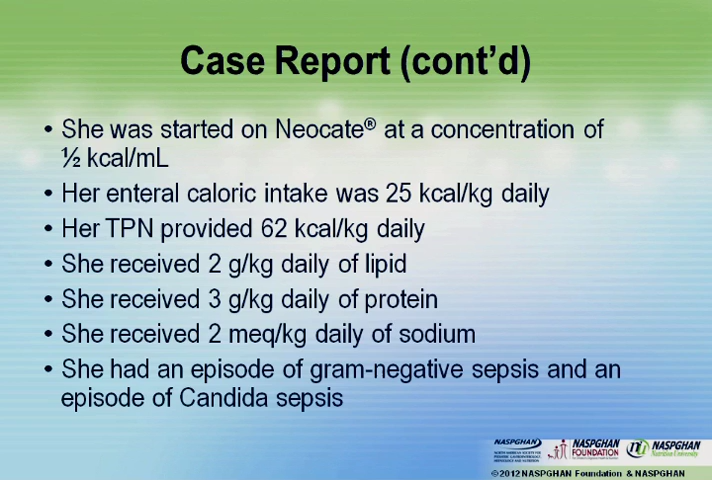 Case Report (cont’d)
• She was started on Neocate® at a concentration of
½ kcal/mL
• Her enteral caloric intake was 25 kcal/kg daily
• Her TPN provided 62 kcal/kg daily
• She received 2 g/kg daily of lipid
• She received 3 g/kg daily of protein
• She received 2 meq/kg daily of sodium
• She had an episode of gram-negative sepsis and an
episode of Candida sepsis
NASPGHAN
NASPGHAN
FOUNDATION
NASPGHAN
Nutrition University
©2012 NASPGHAN Foundation & NASPGHAN